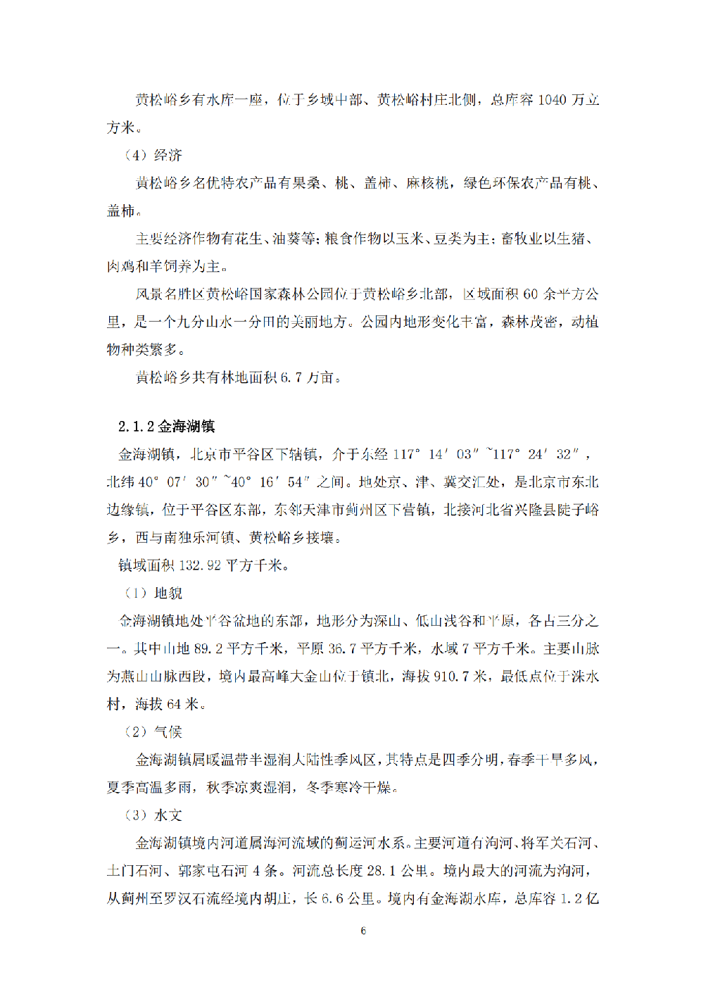 黄松峪乡有水库一座，位于乡域中部、黄松峪村庄北侧，总库容 1040 万立
方米。
（4）经济
黄松峪乡名优特农产品有果桑、桃、盖柿、麻核桃，绿色环保农产品有桃、
盖柿。
主要经济作物有花生、油葵等；粮食作物以玉米、豆类为主；畜牧业以生猪、
肉鸡和羊饲养为主。
风景名胜区黄松峪国家森林公园位于黄松峪乡北部，区域面积 60 余平方公
里，是一个九分山水一分田的美丽地方。公园内地形变化丰富，森林茂密，动植
物种类繁多。
黄松峪乡共有林地面积 6.7 万亩。
2.1.2 金海湖镇
金海湖镇，北京市平谷区下辖镇，介于东经 117° 14′ 03″~117° 24′ 32″，
北纬 40° 07′ 30″~40° 16′ 54″之间。地处京、津、冀交汇处，是北京市东北
边缘镇，位于平谷区东部，东邻天津市蓟州区下营镇，北接河北省兴隆县陡子峪
乡，西与南独乐河镇、黄松峪乡接壤。
镇域面积 132.92 平方千米。
（1）地貌
金海湖镇地处平谷盆地的东部，地形分为深山、低山浅谷和平原，各占三分之
一。其中山地 89.2 平方千米，平原 36.7 平方千米，水域 7 平方千米。主要山脉
为燕山山脉西段，境内最高峰大金山位于镇北，海拔 910.7 米，最低点位于洙水
村，海拔 64 米。
（2）气候
金海湖镇属暖温带半湿润大陆性季风区，其特点是四季分明，春季干旱多风，
夏季高温多雨，秋季凉爽湿润，冬季寒冷干燥。
（3）水文
金海湖镇境内河道属海河流域的蓟运河水系。主要河道有泃河、将军关石河、
土门石河、郭家屯石河 4 条。河流总长度 28.1 公里。境内最大的河流为泃河，
从蓟州至罗汉石流经境内胡庄，长 6.6 公里。境内有金海湖水库，总库容 1.2 亿
6